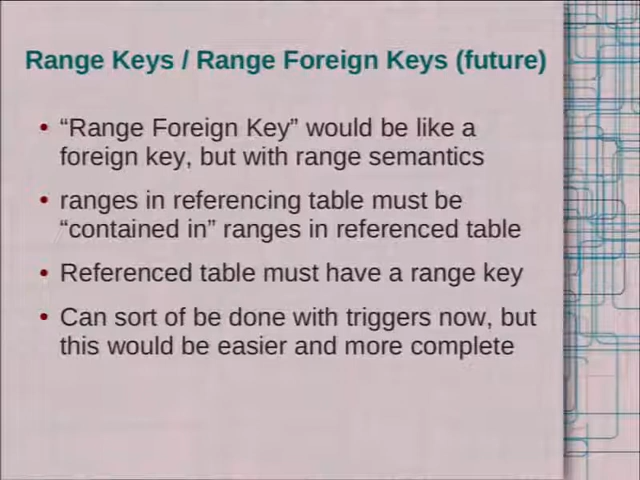 Range Keys / Range Foreign Keys (future)
• “Range Foreign Key” would be like a
foreign key, but with range semantics
• ranges in referencing table must be
“contained in” ranges in referenced table
• Referenced table must have a range key
• Can sort of be done with triggers now, but
this would be easier and more complete